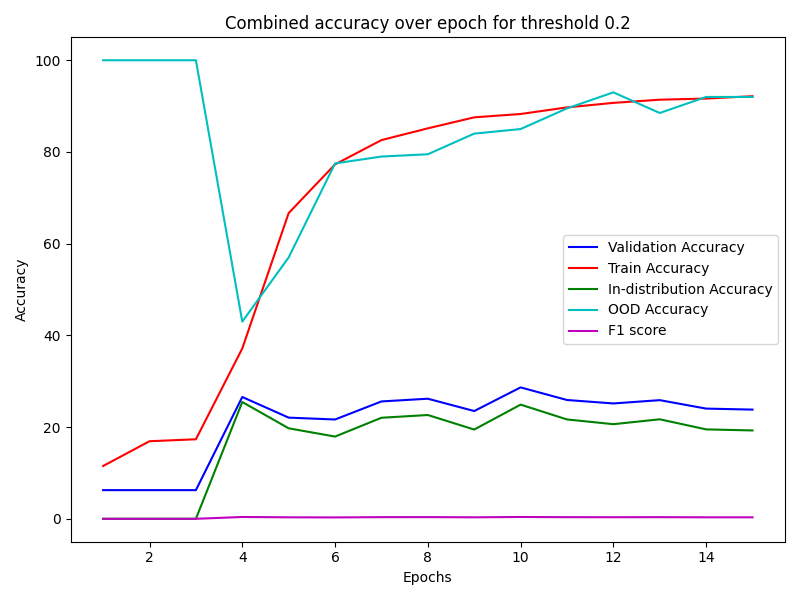 Combined accuracy over epoch for threshold 0.2
100
80
60
40
20
0
Accuracy
Validation Accuracy
Train Accuracy
In-distribution Accuracy
OOD Accuracy
F1 score
2 4 6 8 10 12 14
Epochs